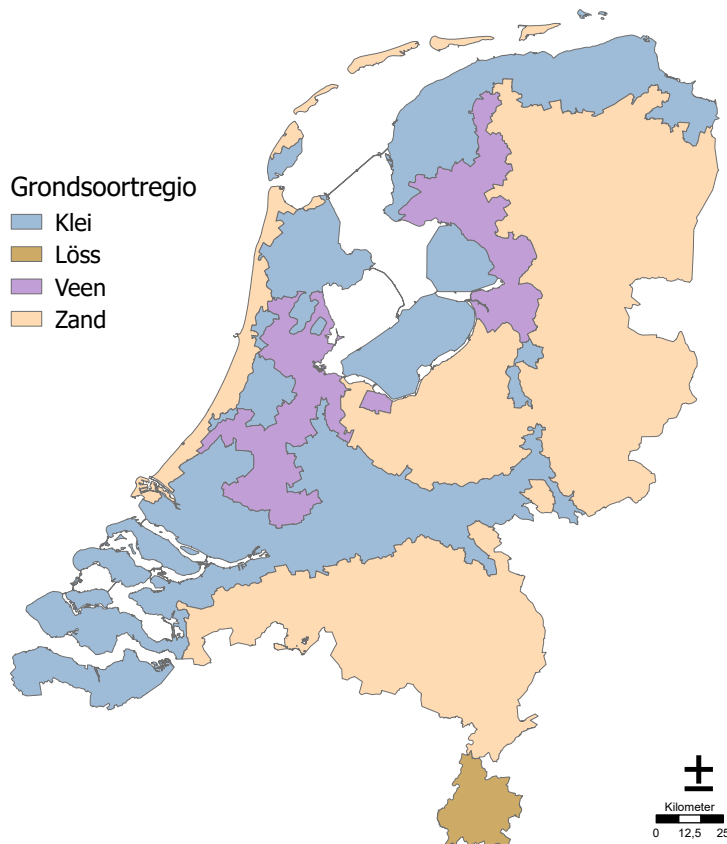 Grondsoortregio
Klei
Löss
Veen
Zand
Kilometer
0 12,5 25